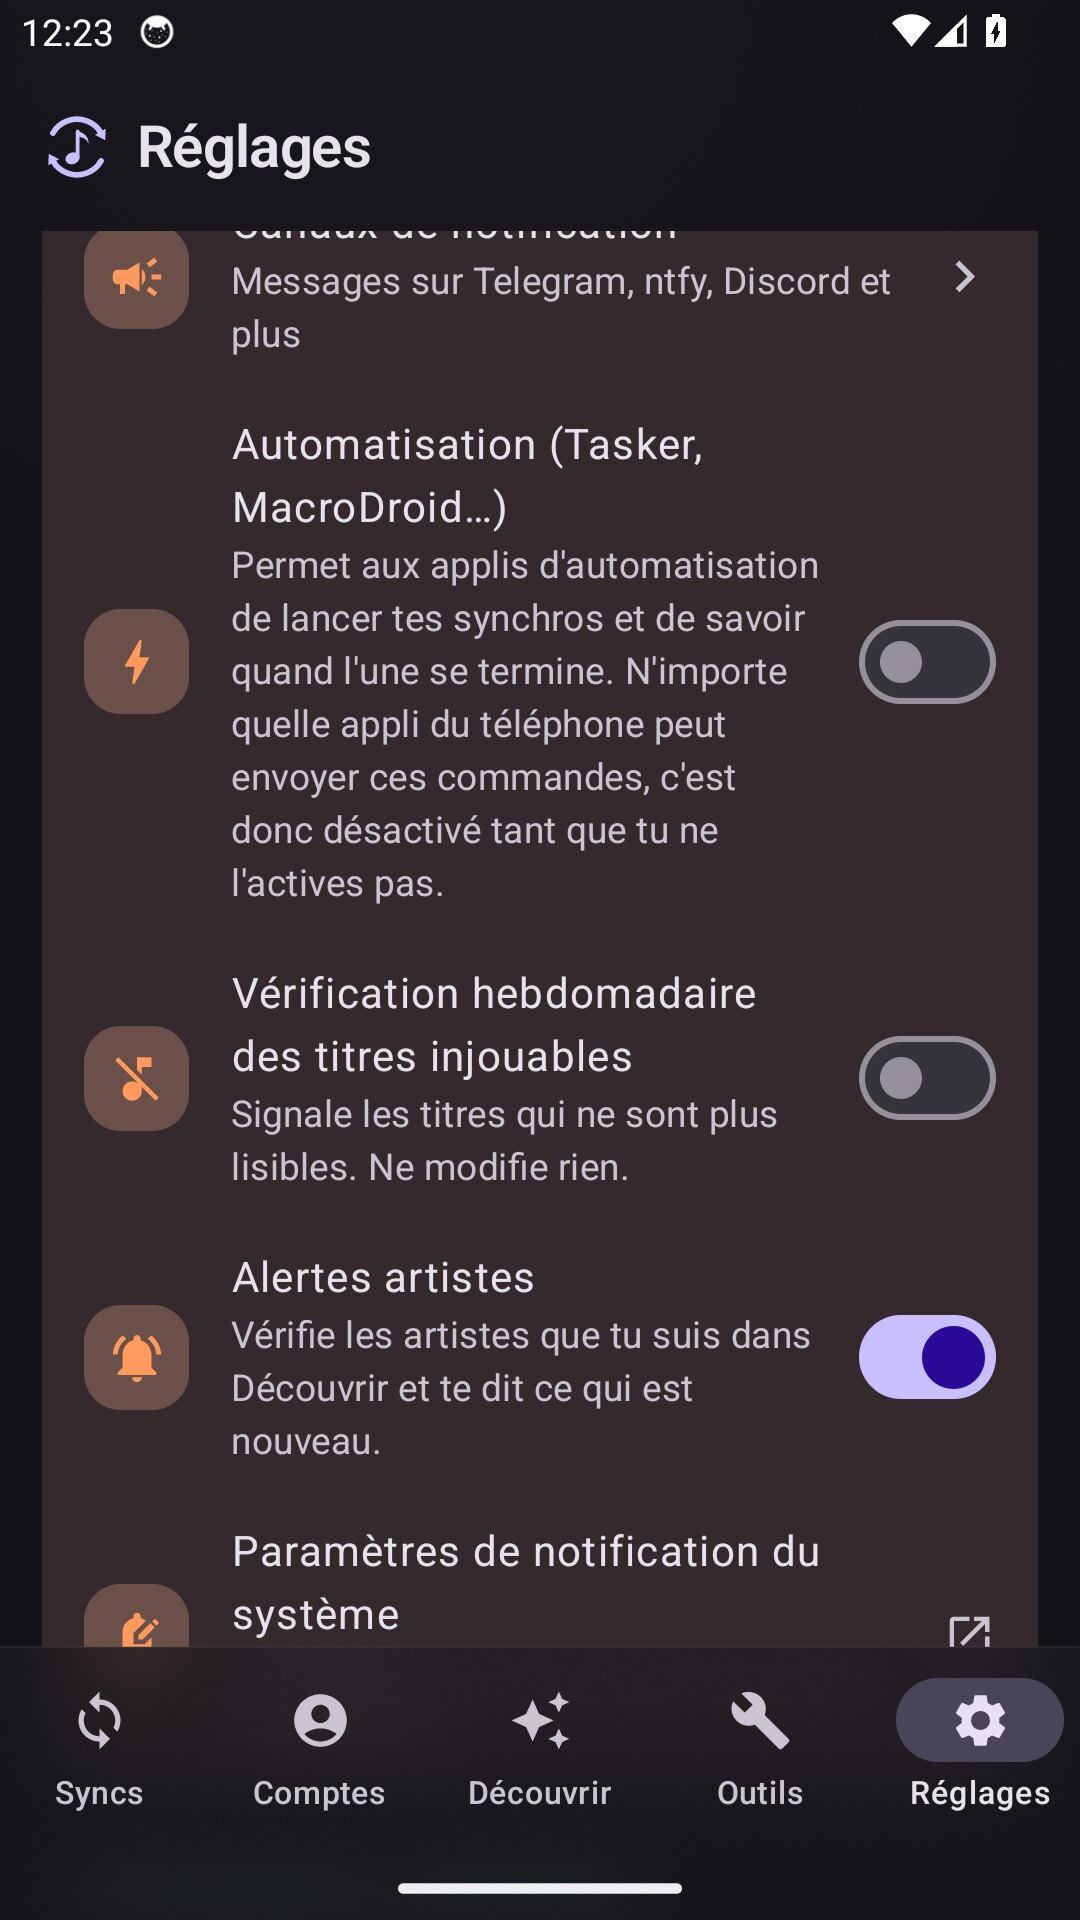 12:23
Réglages
Canaux de notification
Messages sur Telegram, ntfy, Discord et
plus
Automatisation (Tasker,
MacroDroid…)
Permet aux applis d'automatisation
de lancer tes synchros et de savoir
quand l'une se termine. N'importe
quelle appli du téléphone peut
envoyer ces commandes, c'est
donc désactivé tant que tu ne
l'actives pas.
Vérification hebdomadaire
des titres injouables
Signale les titres qui ne sont plus
lisibles. Ne modifie rien.
Alertes artistes
Vérifie les artistes que tu suis dans
Découvrir et te dit ce qui est
nouveau.
Paramètres de notification du
système
Syncs
Comptes
Découvrir
Outils
Réglages